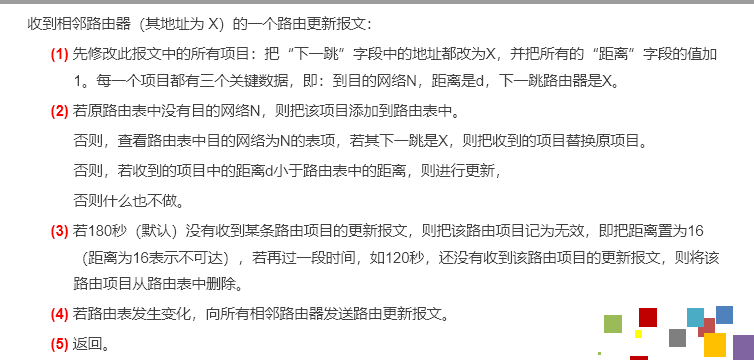 收到相邻路由器（其地址为 X）的一个路由更新报文：
(1) 先修改此报文中的所有项目：把“下一跳”字段中的地址都改为X，并把所有的“距离”字段的值加
1。每一个项目都有三个关键数据，即：到目的网络N，距离是d，下一跳路由器是X。
(2) 若原路由表中没有目的网络N，则把该项目添加到路由表中。
否则，查看路由表中目的网络为N的表项，若其下一跳是X，则把收到的项目替换原项目。
否则，若收到的项目中的距离d小于路由表中的距离，则进行更新，
否则什么也不做。
(3) 若180秒（默认）没有收到某条路由项目的更新报文，则把该路由项目记为无效，即把距离置为16
（距离为16表示不可达），若再过一段时间，如120秒，还没有收到该路由项目的更新报文，则将该
路由项目从路由表中删除。
(4) 若路由表发生变化，向所有相邻路由器发送路由更新报文。
(5) 返回。